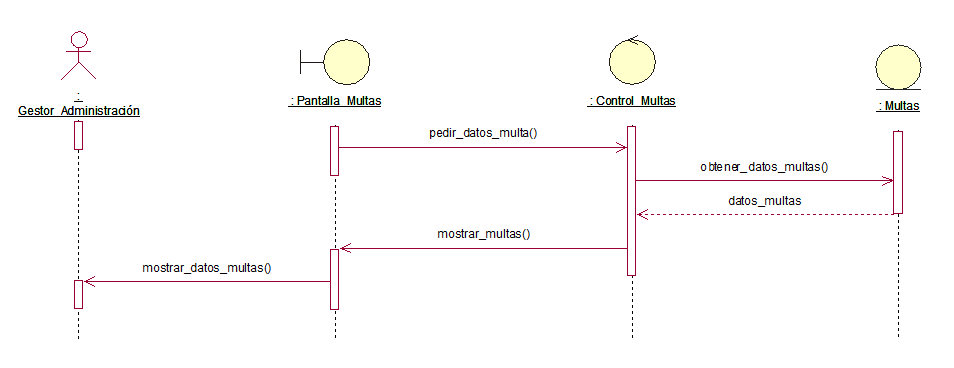 :
Gestor_Administración
: Pantalla_Multas
: Control_Multas
: Multas
pedir_datos_multa()
obtener_datos_multas()
datos_multas
mostrar_multas()
mostrar_datos_multas()